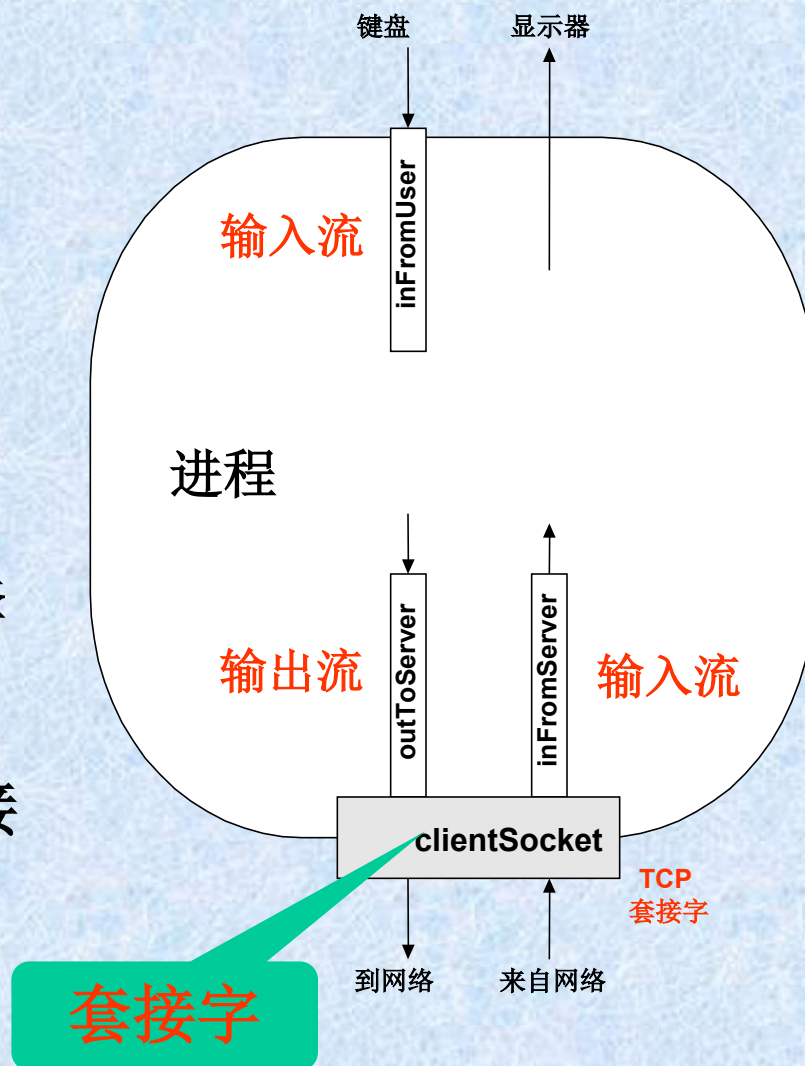 键盘
显示器
inFromUser
输入流
进程
输出流
outToServer
inFromServer
输入流
接
clientSocket
TCP
套接字
套接字
到网络
来自网络